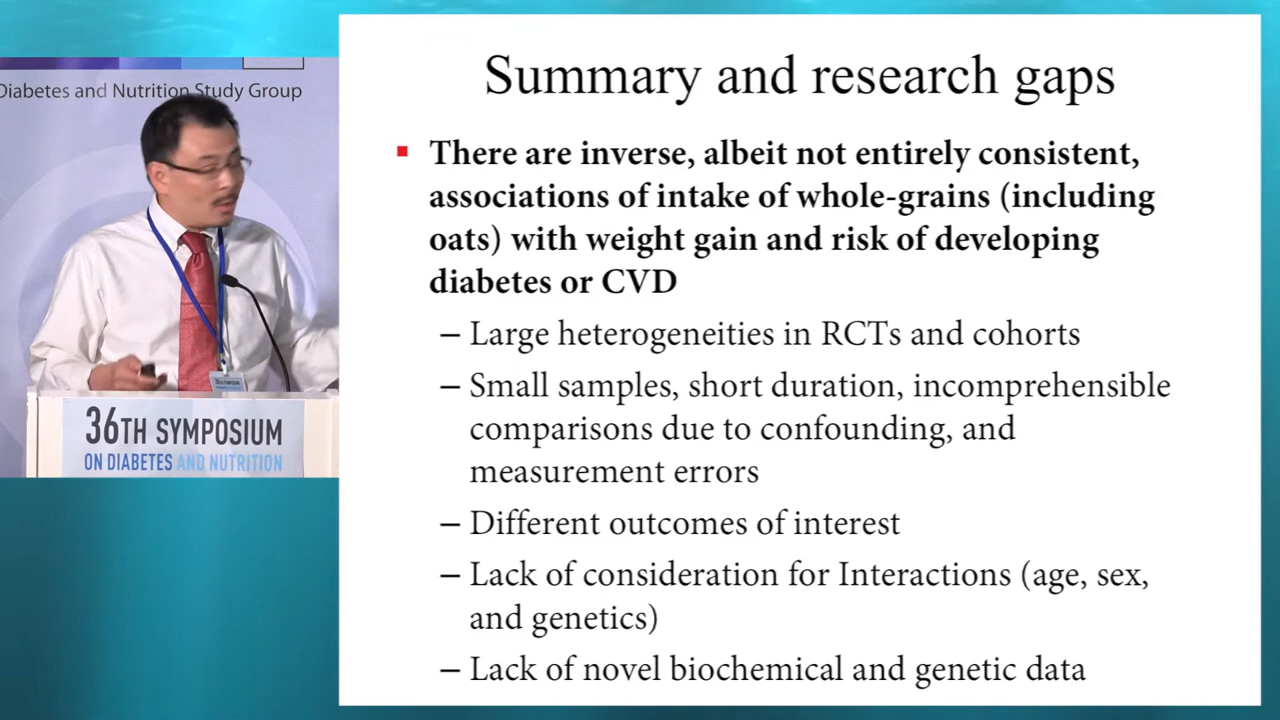 Diabetes and Nutrition Study Group
36TH SYMPOSIUM
ON DIABETES AND NUTRITION
Summary and research gaps
▪ There are inverse, albeit not entirely consistent,
associations of intake of whole-grains (including
oats) with weight gain and risk of developing
diabetes or CVD
– Large heterogeneities in RCTs and cohorts
– Small samples, short duration, incomprehensible
comparisons due to confounding, and
measurement errors
– Different outcomes of interest
– Lack of consideration for Interactions (age, sex,
and genetics)
– Lack of novel biochemical and genetic data